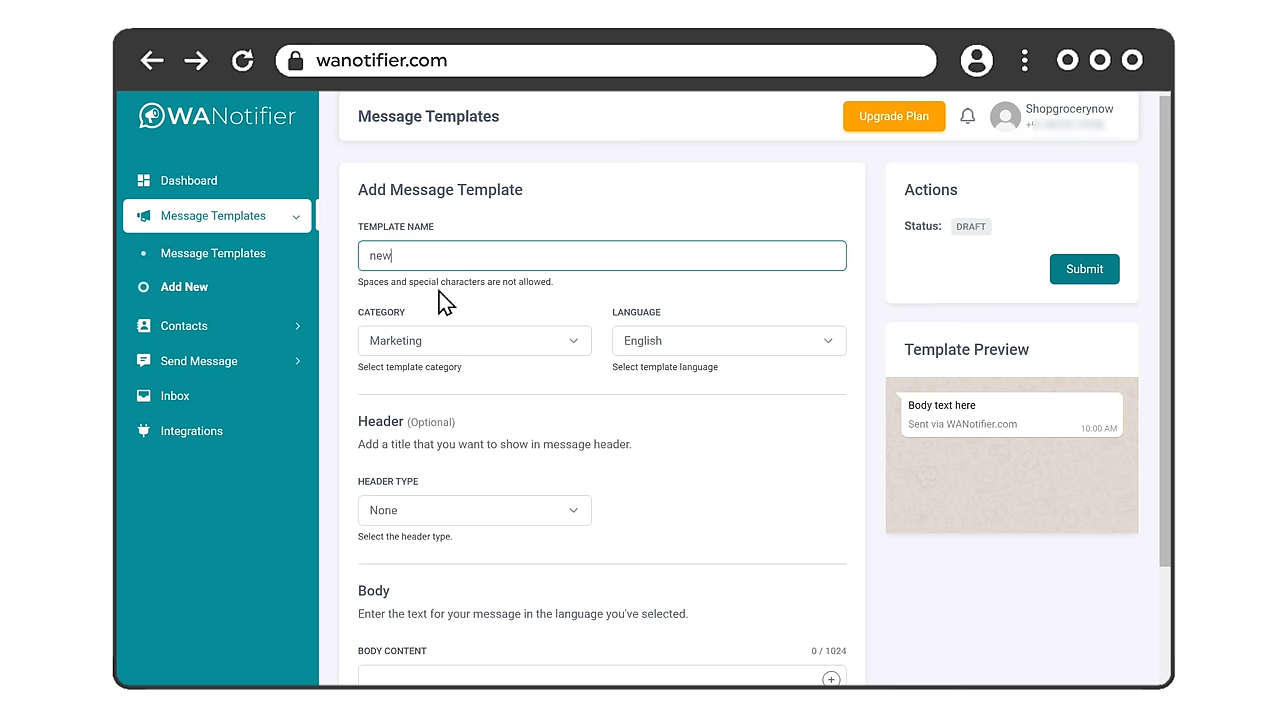 wanotifier.com
WANotifier
Message Templates
Upgrade Plan
Shopgrocerynow
Dashboard
Message Templates
Message Templates
Add New
Contacts
Send Message
Inbox
Integrations
Add Message Template
TEMPLATE NAME
new
Spaces and special characters are not allowed.
CATEGORY
LANGUAGE
Marketing
English
Select template category
Select template language
Header (Optional)
Add a title that you want to show in message header.
HEADER TYPE
None
Select the header type.
Body
Enter the text for your message in the language you've selected.
BODY CONTENT
0 / 1024
Actions
Status: DRAFT
Submit
Template Preview
Body text here
Sent via WANotifier.com
10:00 AM